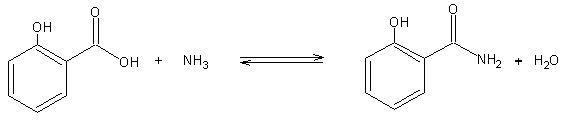 OH O OH O
OH + NH3 NH2 + H2O